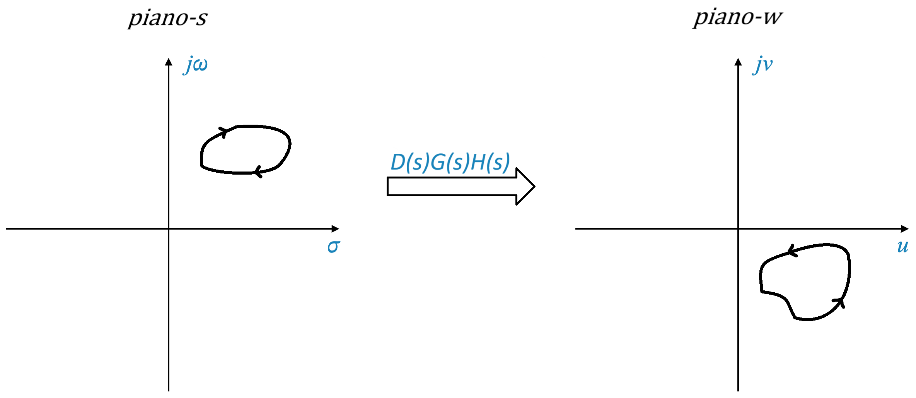 piano-s
piano-w
jω
jv
D(s)G(s)H(s)
σ
u